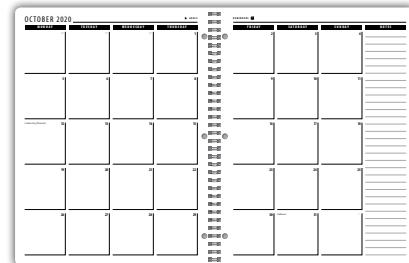 OCTOBER 2020
MONDAY TUESDAY WEDNESDAY THURSDAY FRIDAY SATURDAY SUNDAY NOTES
1 2 3 4
5 6 7 8 9 10 11
12 13 14 15 16 17 18
19 20 21 22 23 24 25
26 27 28 29 30 31